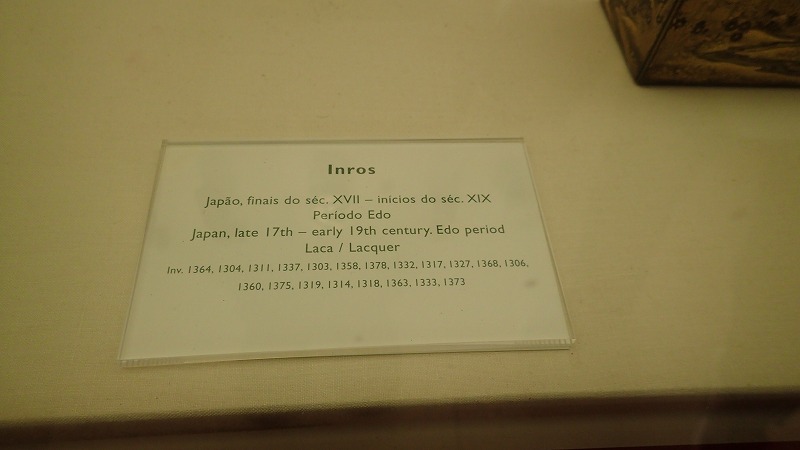 Inros
Japão, finais do séc. XVII – inícios do séc. XIX
Período Edo
Japan, late 17th – early 19th century. Edo period
Laca / Lacquer
Inv. 1364, 1304, 1311, 1337, 1303, 1358, 1378, 1332, 1317, 1327, 1368, 1306,
1360, 1375, 1319, 1314, 1318, 1363, 1333, 1373